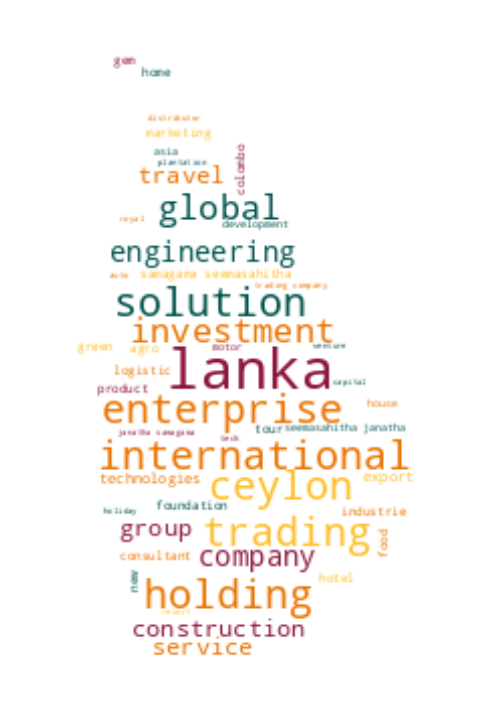 gem
home
distributor
marketing
asia
colombo
plantation
travel
global
royal
development
engineering
auto
samagama seemasahitha
trading company
solution
investment
green
agro
motor
venture
lanka
logistic
capital
product
enterprise
house
tour
seemasahitha janatha
janatha samagama
tech
international
technologies
ceylon
export
holiday
foundation
industrie
group
trading
food
consultant
company
new
hotel
holding
construction
service